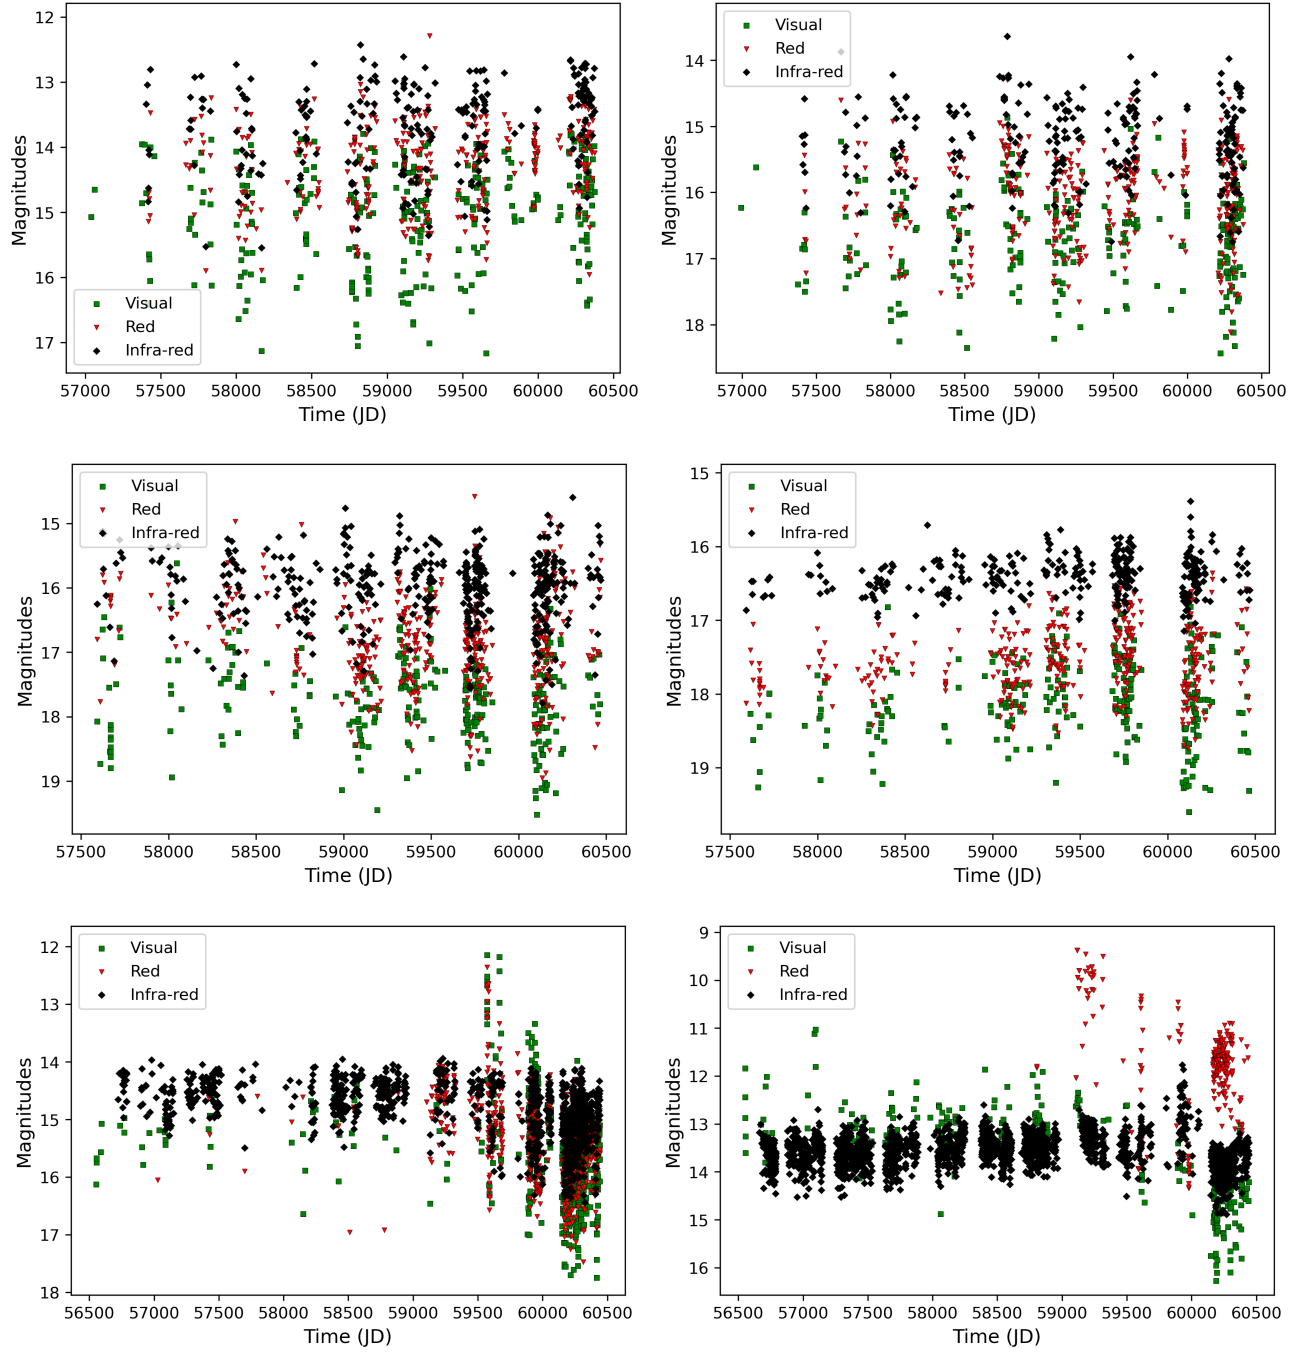 12
13
14
15
16
17
Magnitudes
Visual
Red
Infra-red
57000 57500 58000 58500 59000 59500 60000 60500
Time (JD)
14
15
16
17
18
Magnitudes
Visual
Red
Infra-red
57000 57500 58000 58500 59000 59500 60000 60500
Time (JD)
15
16
17
18
19
Magnitudes
Visual
Red
Infra-red
57500 58000 58500 59000 59500 60000 60500
Time (JD)
15
16
17
18
19
Magnitudes
Visual
Red
Infra-red
57500 58000 58500 59000 59500 60000 60500
Time (JD)
12
13
14
15
16
17
18
Magnitudes
Visual
Red
Infra-red
56500 57000 57500 58000 58500 59000 59500 60000 60500
Time (JD)
9
10
11
12
13
14
15
16
Magnitudes
Visual
Red
Infra-red
56500 57000 57500 58000 58500 59000 59500 60000 60500
Time (JD)